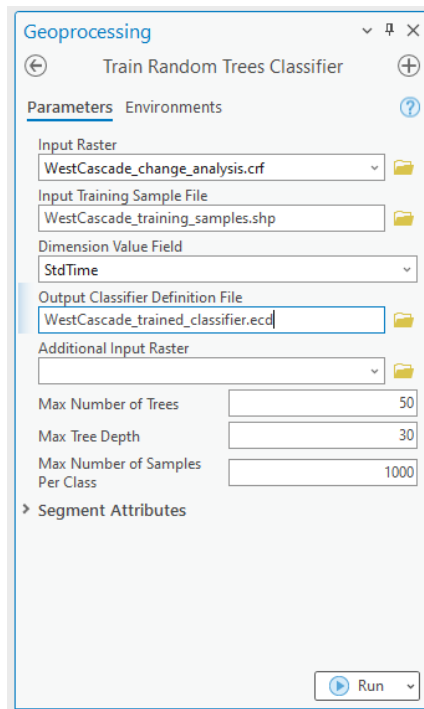 Geoprocessing
Train Random Trees Classifier
Parameters Environments
Input Raster
WestCascade_change_analysis.crf
Input Training Sample File
WestCascade_training_samples.shp
Dimension Value Field
StdTime
Output Classifier Definition File
WestCascade_trained_classifier.ecd
Additional Input Raster
Max Number of Trees 50
Max Tree Depth 30
Max Number of Samples
Per Class 1000
Segment Attributes
Run